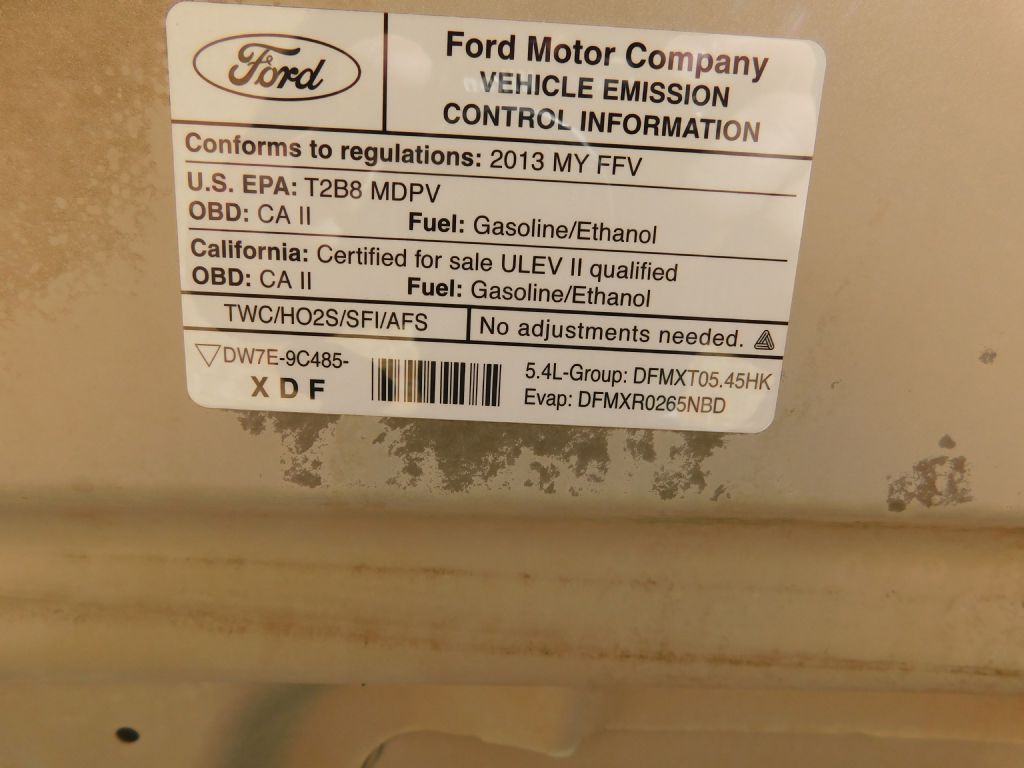 Ford
Ford Motor Company
VEHICLE EMISSION
CONTROL INFORMATION
Conforms to regulations: 2013 MY FFV
U.S. EPA: T2B8 MDPV
OBD: CA II Fuel: Gasoline/Ethanol
California: Certified for sale ULEV II qualified
OBD: CA II Fuel: Gasoline/Ethanol
TWC/HO2S/SFI/AFS
No adjustments needed.
DW7E-9C485-
XDF
5.4L-Group: DFMXT05.45HK
Evap: DFMXR0265NBD